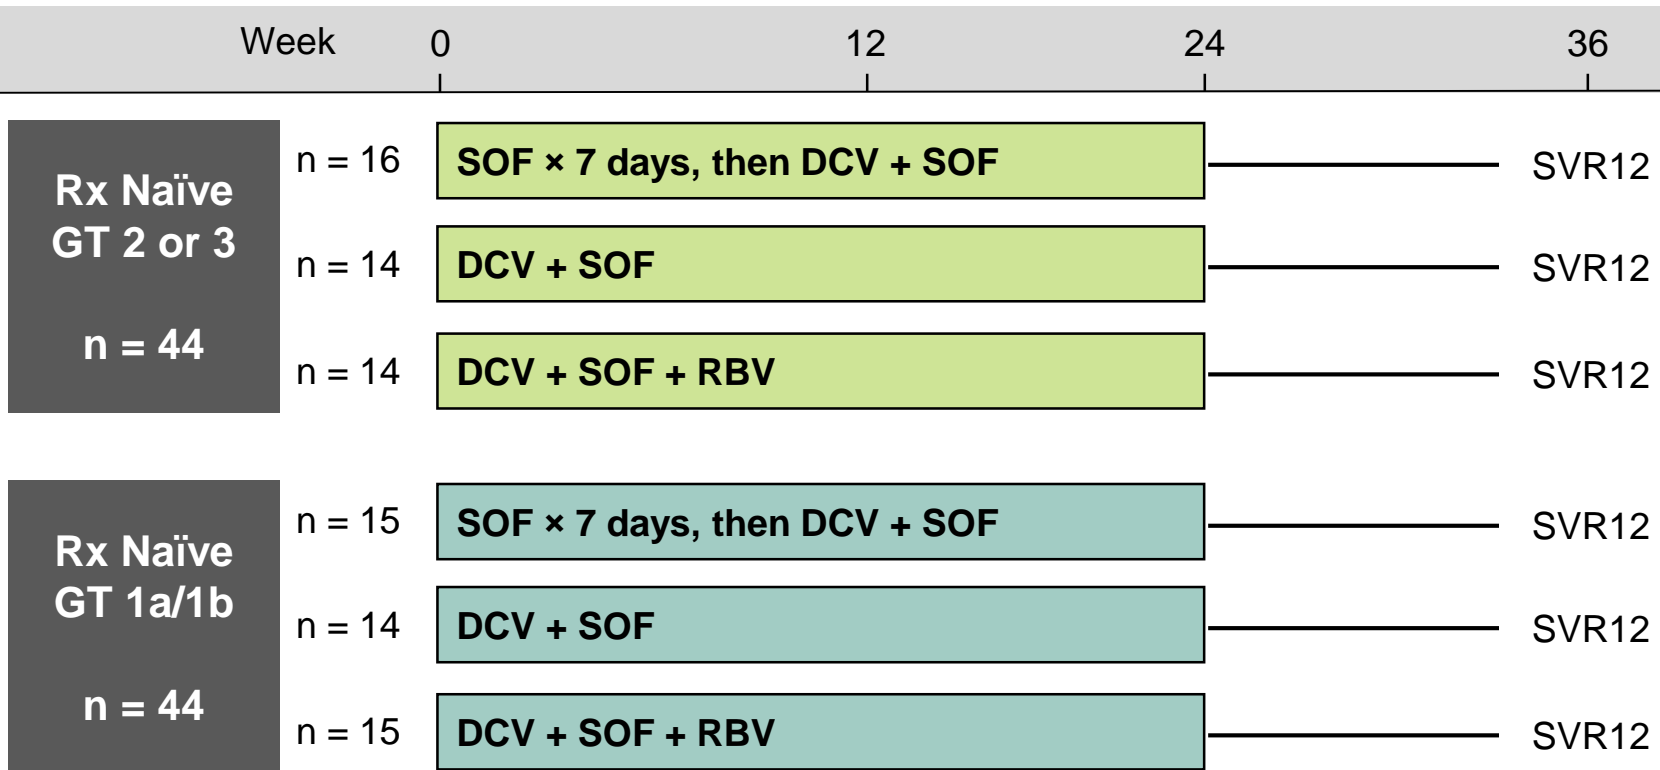 Week 0 12 24 36
Rx Naïve
GT 2 or 3
n = 44
n = 16 SOF × 7 days, then DCV + SOF SVR12
n = 14 DCV + SOF SVR12
n = 14 DCV + SOF + RBV SVR12
Rx Naïve
GT 1a/1b
n = 44
n = 15 SOF × 7 days, then DCV + SOF SVR12
n = 14 DCV + SOF SVR12
n = 15 DCV + SOF + RBV SVR12